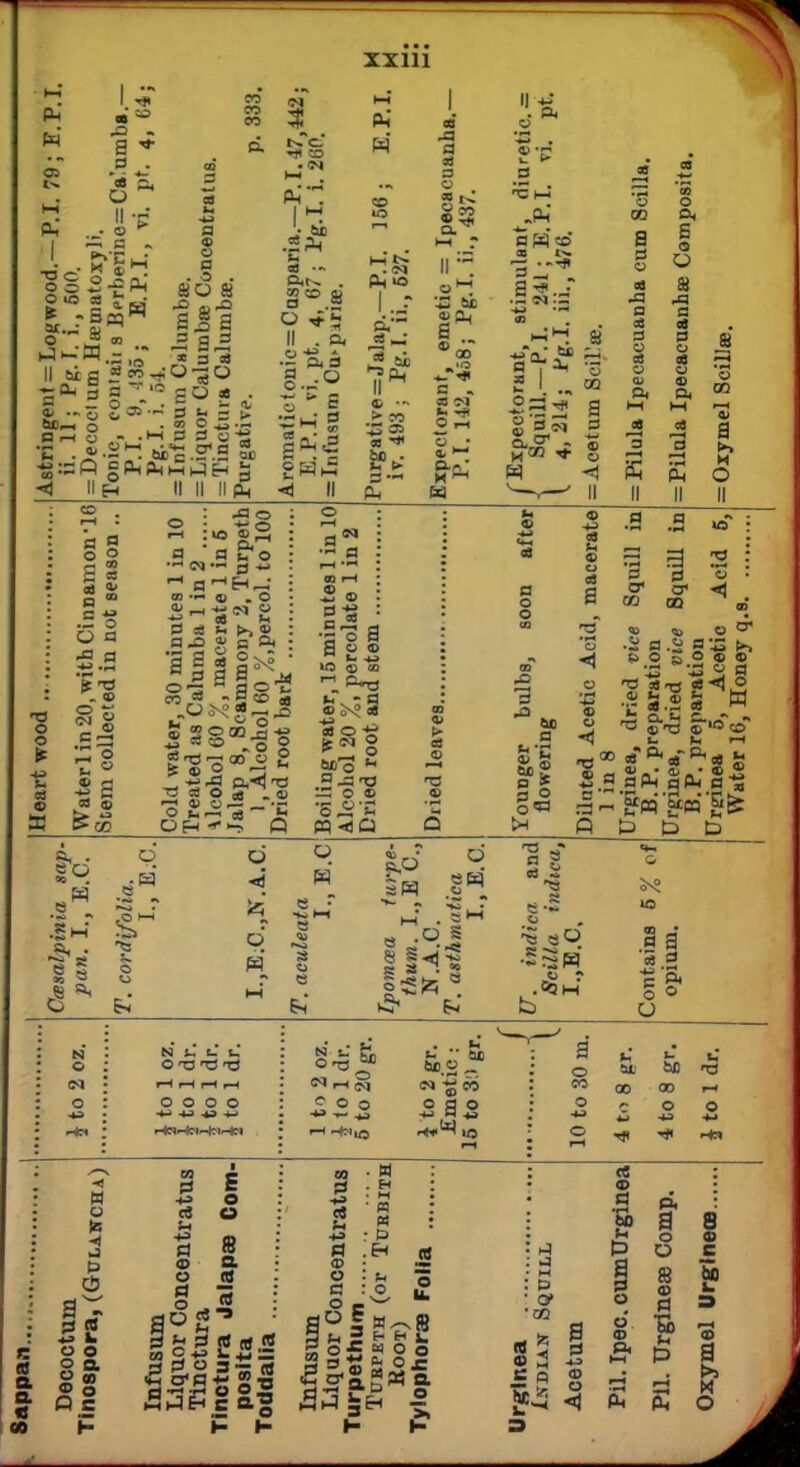 xxiii
Sappan
Cæsalpinia sap-
pan. I., E.C.
Heart wood
Astringent=Logwood.—P.I. 79; E.P.I.
ii. 11; Pg.I. i., 500.
Decoctum
½ to 2 oz.
Water 1 in 20, with Cinnamon ·16
=Decoctum Hæmatoxyli.
Tinospora, (GULANCHA)
T. cordifolia.
I., E.C.
Stem collected in not season ..
Tonic, contains Berberine=Calumba.—
P.I. 9, 435; E.P.I., vi. pt. 4, 64;
Pg.I. i. 54.
Infusum
½ to 1 oz.
Cold water, 30 minutes 1 in 10
=Infusum Calumbæ.
Liquor Concentratus
½ to 1 dr.
Treated as Calumba 1 in 2
=Liquor Calumbæ Concentratus.
Tinctura
½ to 1 dr.
Alcohol 60 %, macerate 1 in 5
=Tinctura Calumbæ.
Tinctura Jalapæ Com-
posita
½ to 1 dr.
Jalap 8, Scammony 2, Turpeth
1, Alcohol 60 %, percol. to 100
Purgative. p. 333.
Toddalia
T. aculeata
I., E.C., N.A.C.
Dried root bark
Aromatic tonic=Cusparia.—P.I. 47, 442;
E.P.I. vi. pt. 4, 67; Pg.I. i. 260.
Infusum
1 to 2 oz.
Boiling water, 15 minutes 1 in 10
=Infusum Cuspariæ.
Liquor Concentratus
½ to 1 dr.
I., E.C
Alcohol 20 %, percolate 1 in 2
Turpethum
TURPETH (or TURBITH
ROOT)
5 to 20 gr.
Ipomœa turpe-
thum. I., E C.,
N.A.C.
Dried root and stem
Purgative=Jalap.—P.I. 156; E.P.I.
iv. 493; Pg.I. ii., 527.
Tylophoræ Folia
½ to 2 gr.
Emetic:
15 to 30 gr.
T. asthmatica
I., E.C.
Dried leaves
Expectorant, emetic = Ipecacuanha.—
P.I. 142, 458; Pg.I. ii., 437.
Urginea
INDIAN SQUILL
U. indica and
Scilla indica,
I., E.C.
Younger bulbs, soon after
flowering
Expectorant, stimulant, diuretic. =
Squill.—P.I. 241; E.P.I. vi. pt.
4, 214; Pg.I. iii., 476.
Acetum
10 to 30 m.
Diluted Acetic Acid, macerate
1 in 8
=Acetum Scillæ.
Pil. Ipec. cum Urginea
4 to 8 gr.
Contains 5 % of
opium.
Urginea, dried vice Squill in
B.P. preparation
=Pilula Ipecacuanha cum Scilla.
Pil. Urgineæ Comp.
4 to 8 gr.
Urginea, dried vice Squill in
B.P. preparation
=Pilula Ipecacuanhæ Composita.
Oxymel Urgineæ
½ to 1 dr.
Urginea 5, Acetic Acid 5,
Water 16, Honey q.s.
=Oxymel Scillæ.